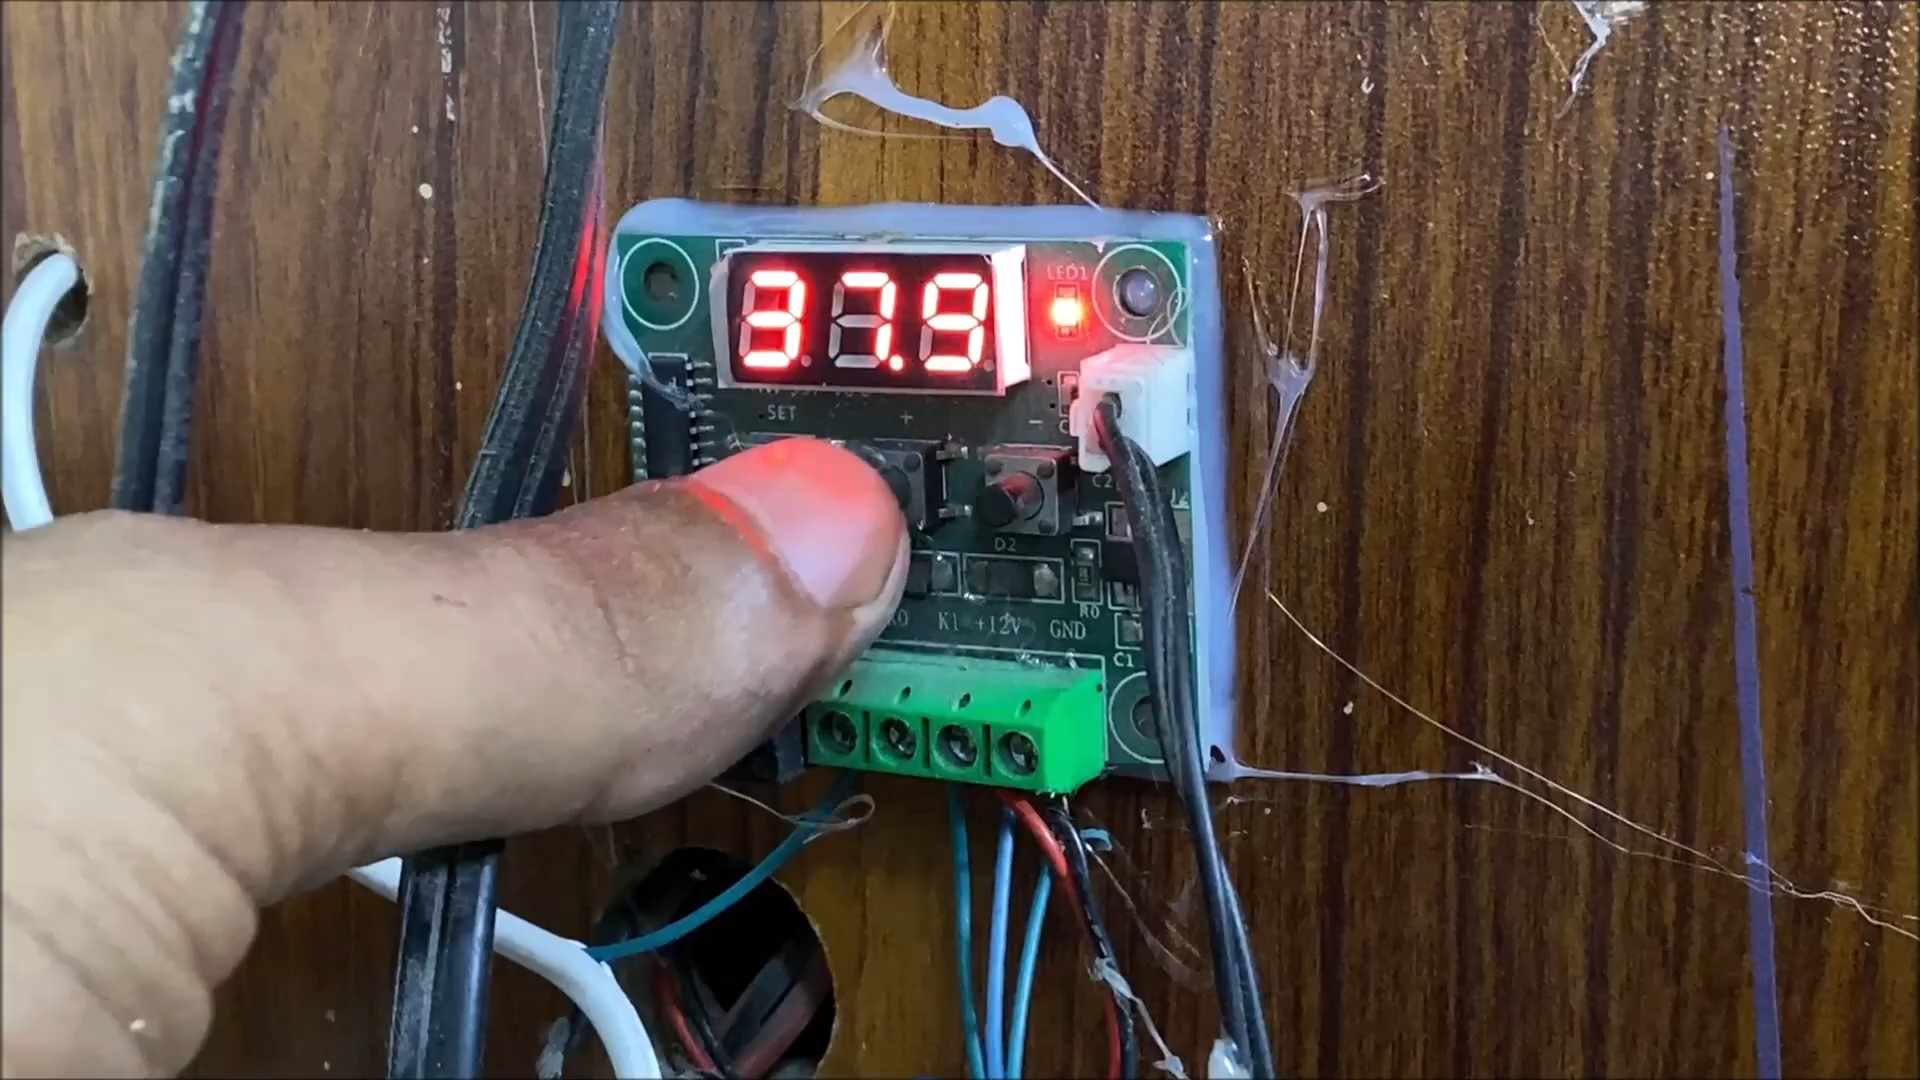 37.9
LED1
SET
+
-
C2
D2
R0
K1
+12V
GND
C1